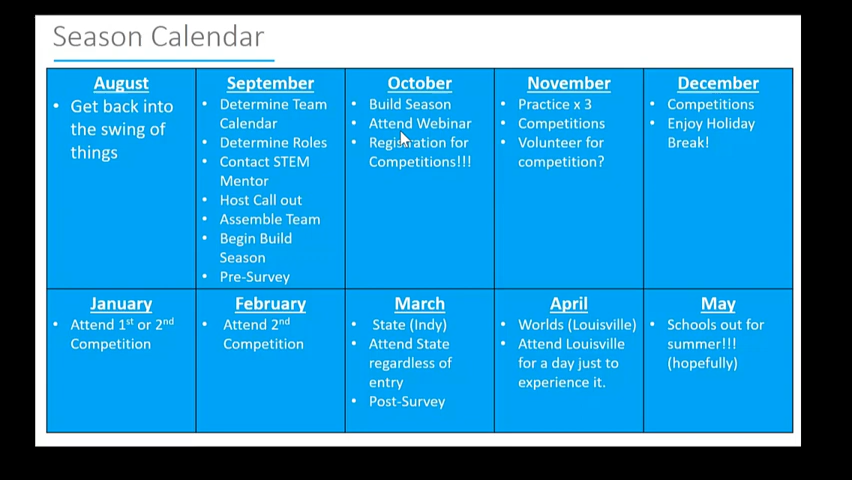 Season Calendar
August
• Get back into
the swing of
things
September
• Determine Team
Calendar
• Determine Roles
• Contact STEM
Mentor
• Host Call out
• Assemble Team
• Begin Build
Season
• Pre-Survey
October
• Build Season
• Attend Webinar
• Registration for
Competitions!!!
November
• Practice x 3
• Competitions
• Volunteer for
competition?
December
• Competitions
• Enjoy Holiday
Break!
January
• Attend 1st or 2nd
Competition
February
• Attend 2nd
Competition
March
• State (Indy)
• Attend State
regardless of
entry
• Post-Survey
April
• Worlds (Louisville)
• Attend Louisville
for a day just to
experience it.
May
• Schools out for
summer!!!
(hopefully)